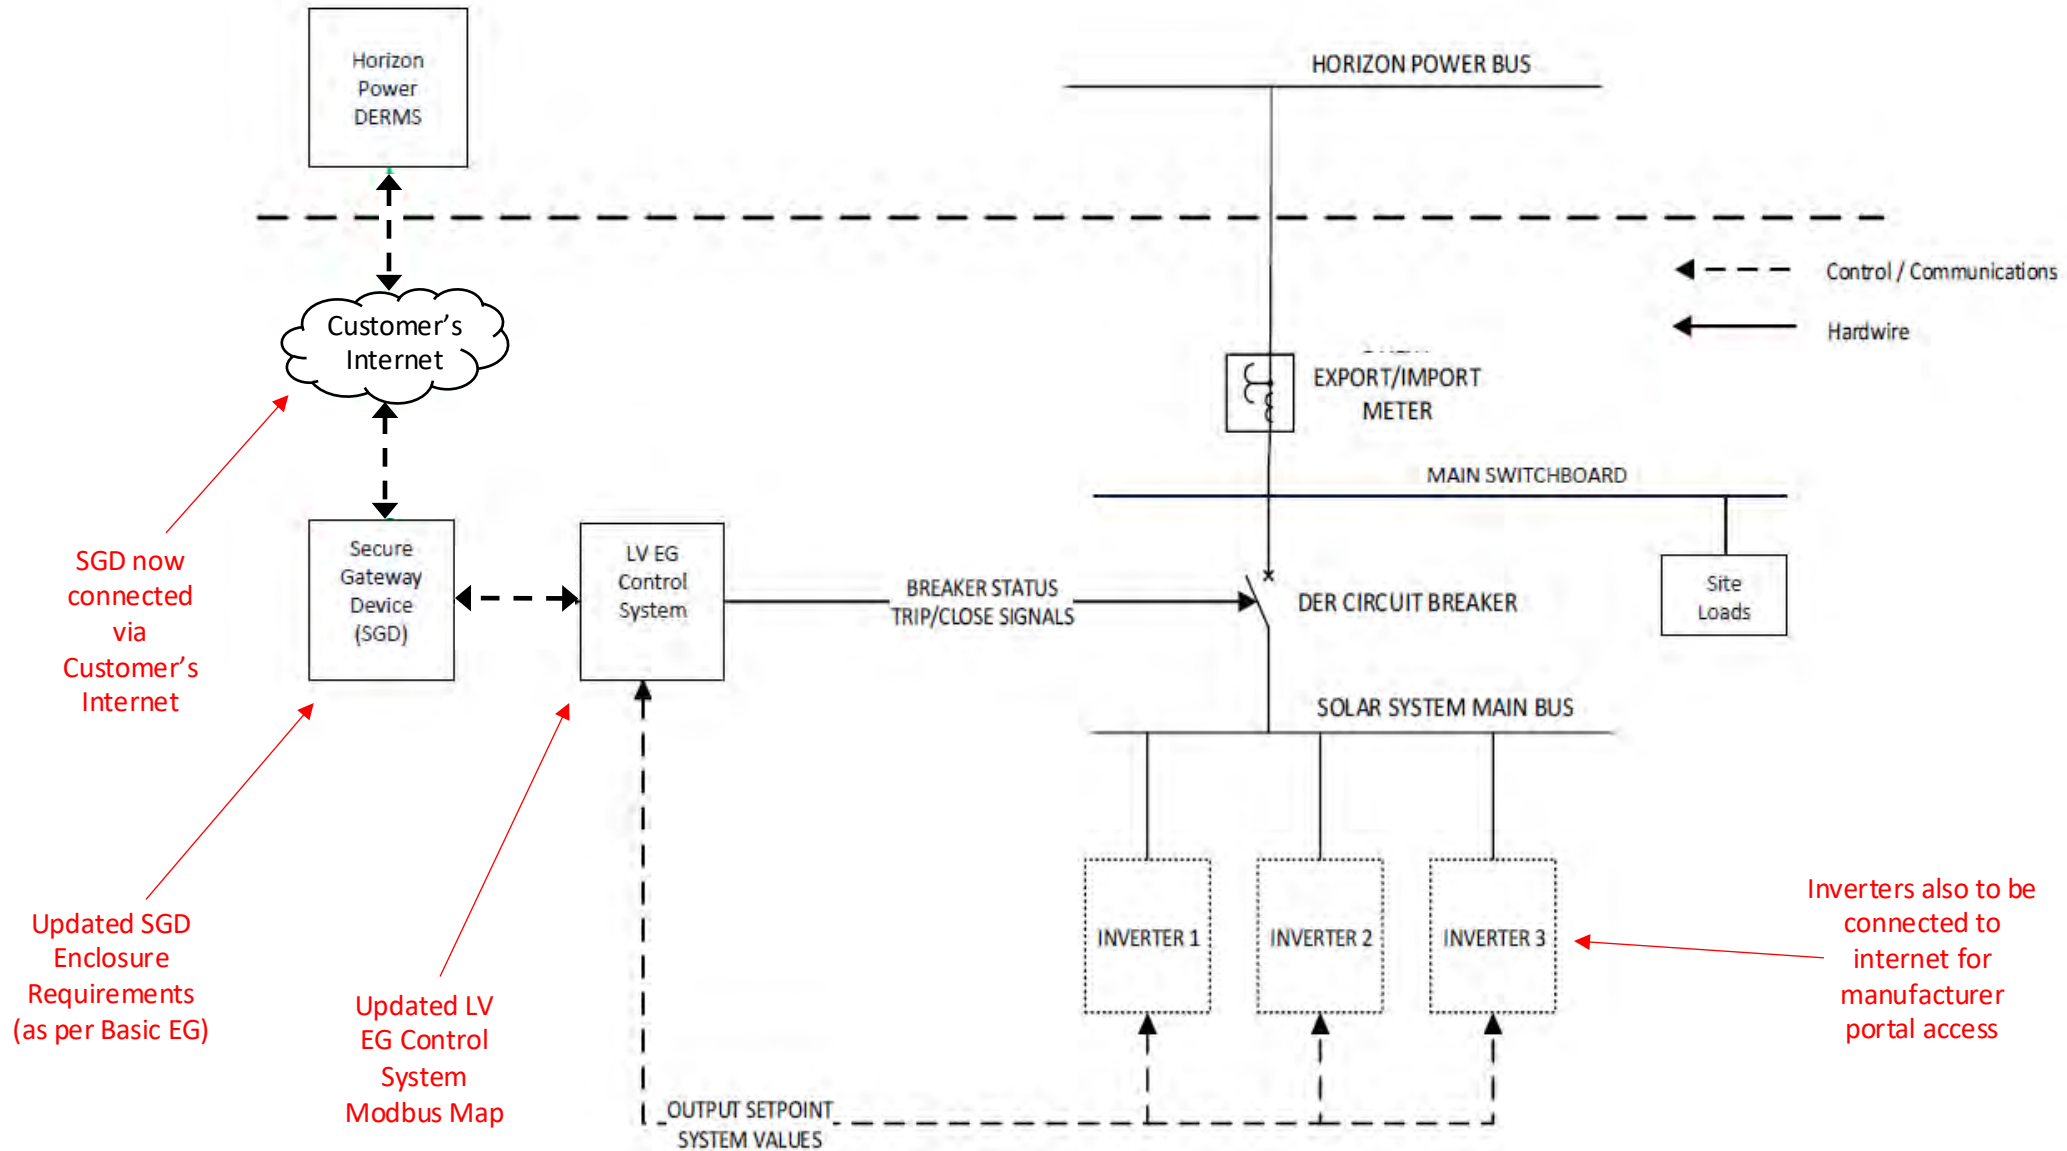 Horizon
Power
DERMS
HORIZON POWER BUS
Control / Communications
Hardwire
Customer's
Internet
EXPORT/IMPORT
METER
MAIN SWITCHBOARD
Secure
Gateway
Device
(SGD)
LV EG
Control
System
BREAKER STATUS
TRIP/CLOSE SIGNALS
DER CIRCUIT BREAKER
Site
Loads
SGD now
connected
via
Customer's
Internet
SOLAR SYSTEM MAIN BUS
INVERTER 1
INVERTER 2
INVERTER 3
Inverters also to be
connected to
internet for
manufacturer
portal access
Updated SGD
Enclosure
Requirements
(as per Basic EG)
Updated LV
EG Control
System
Modbus Map
OUTPUT SETPOINT
SYSTEM VALUES